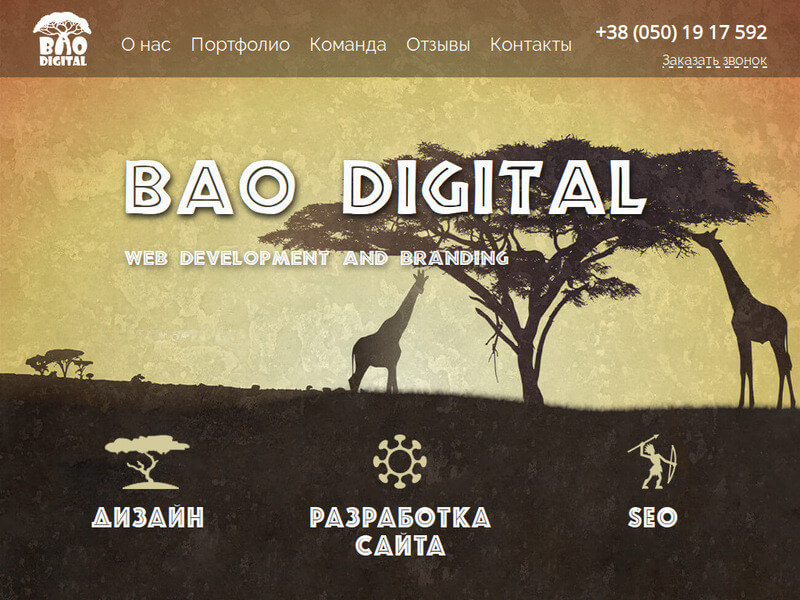 BAO
DIGITAL
О нас Портфолио Команда Отзывы Контакты
+38 (050) 19 17 592
Заказать звонок
BAO DIGITAL
WEB DEVELOPMENT AND BRANDING
ДИЗАЙН
РАЗРАБОТКА
САЙТА
SEO